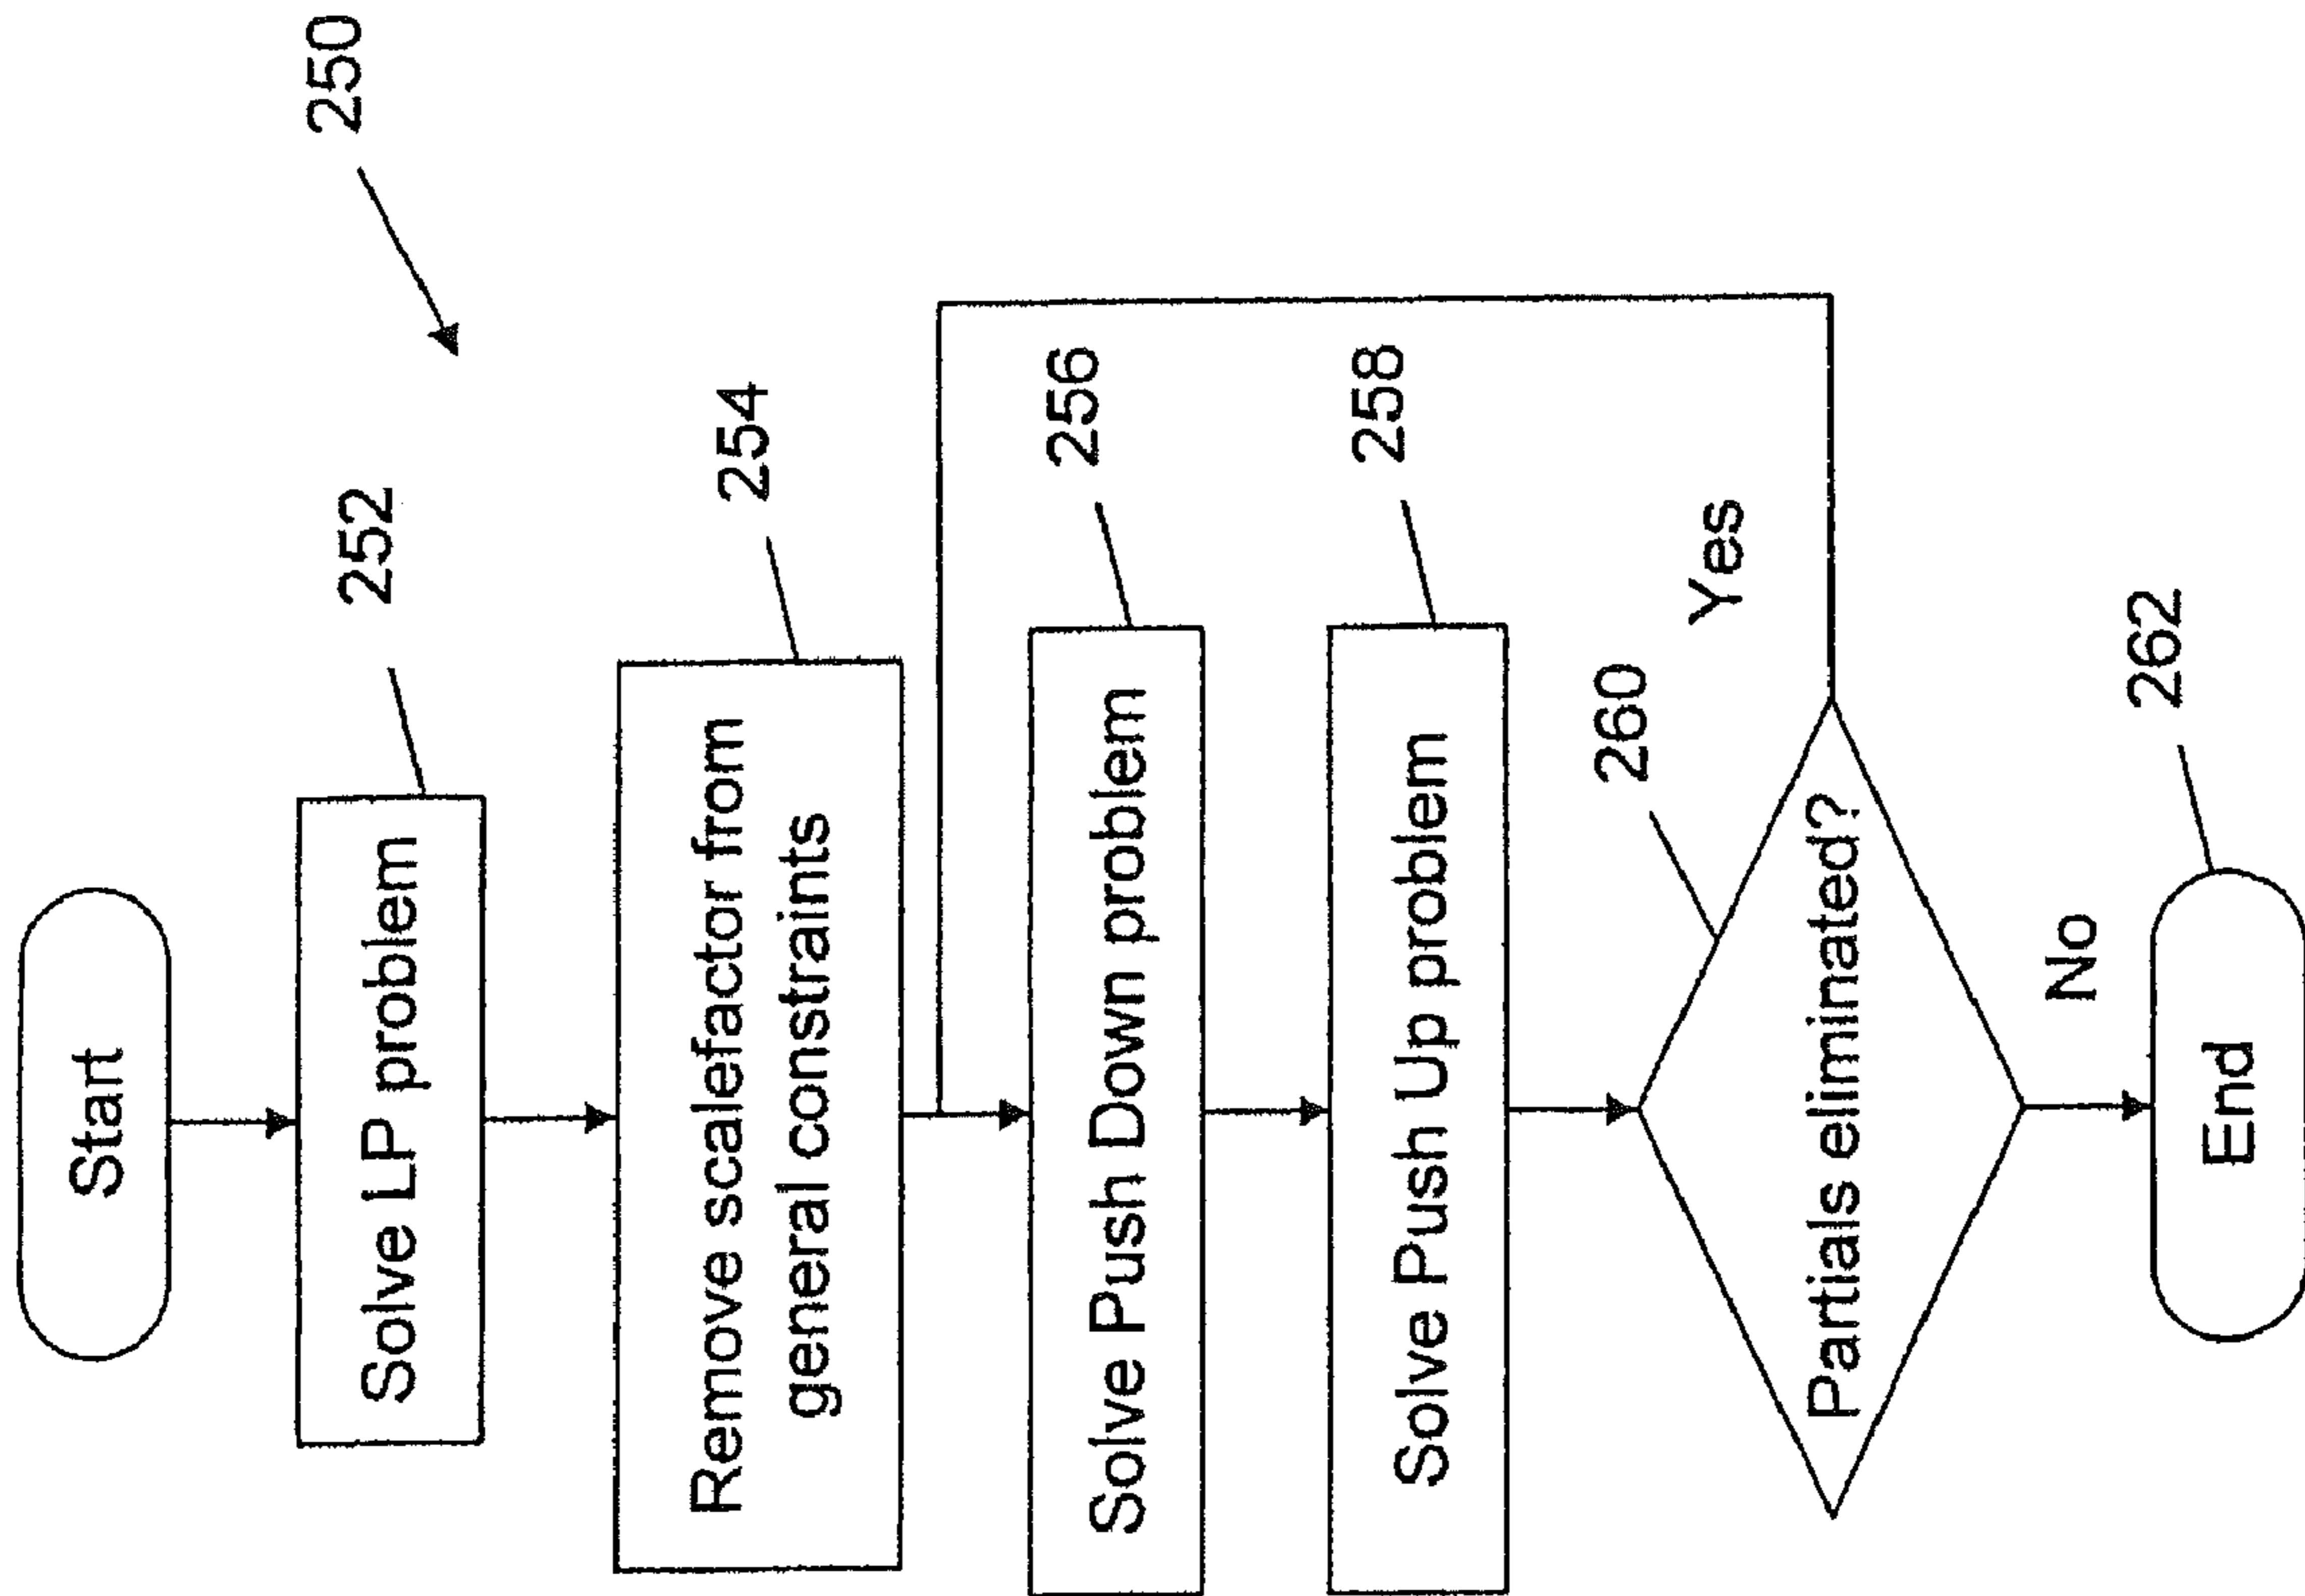 250
Start
252
Solve LP problem
254
Remove scalefactor from
general constraints
256
Solve Push Down problem
258
Solve Push Up problem
260
Partials eliminated?
Yes
No
262
End